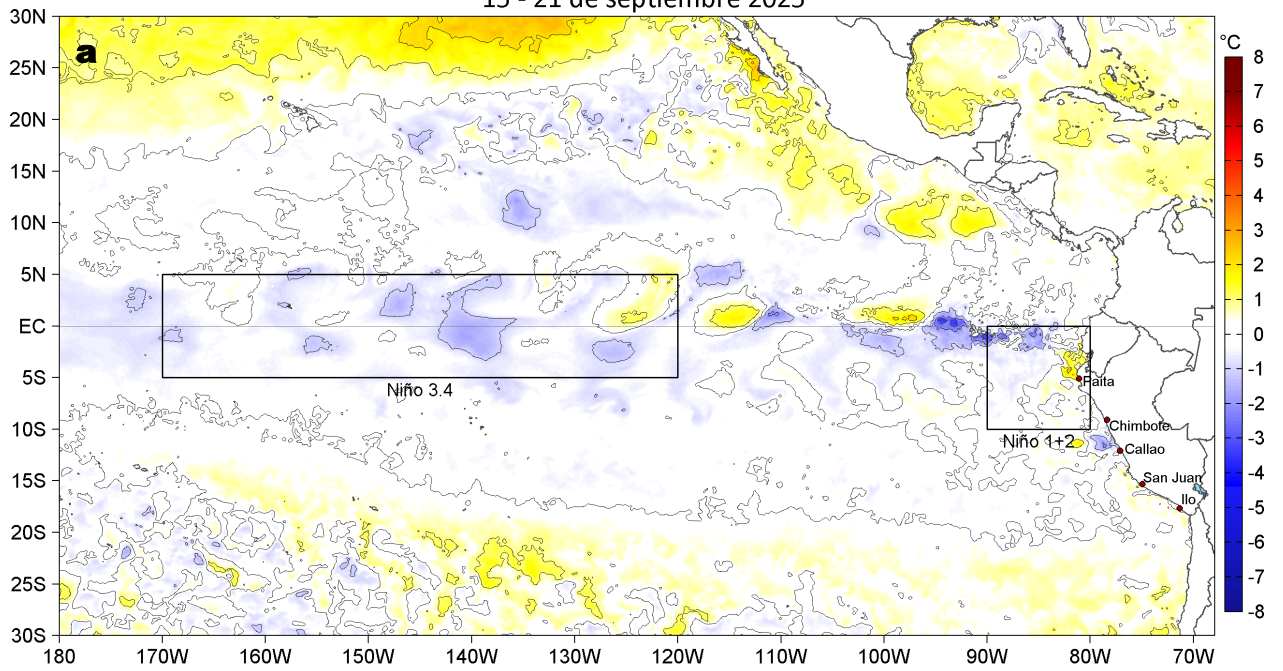 15 - 21 de septiembre 2025
a
°C
30N
25N
20N
15N
10N
5N
EC
5S
10S
15S
20S
25S
30S
Niño 3.4
Niño 1+2
Paita
Chimbote
Callao
San Juan
Ilo
8
7
6
5
4
3
2
1
0
-1
-2
-3
-4
-5
-6
-7
-8
180 170W 160W 150W 140W 130W 120W 110W 100W 90W 80W 70W